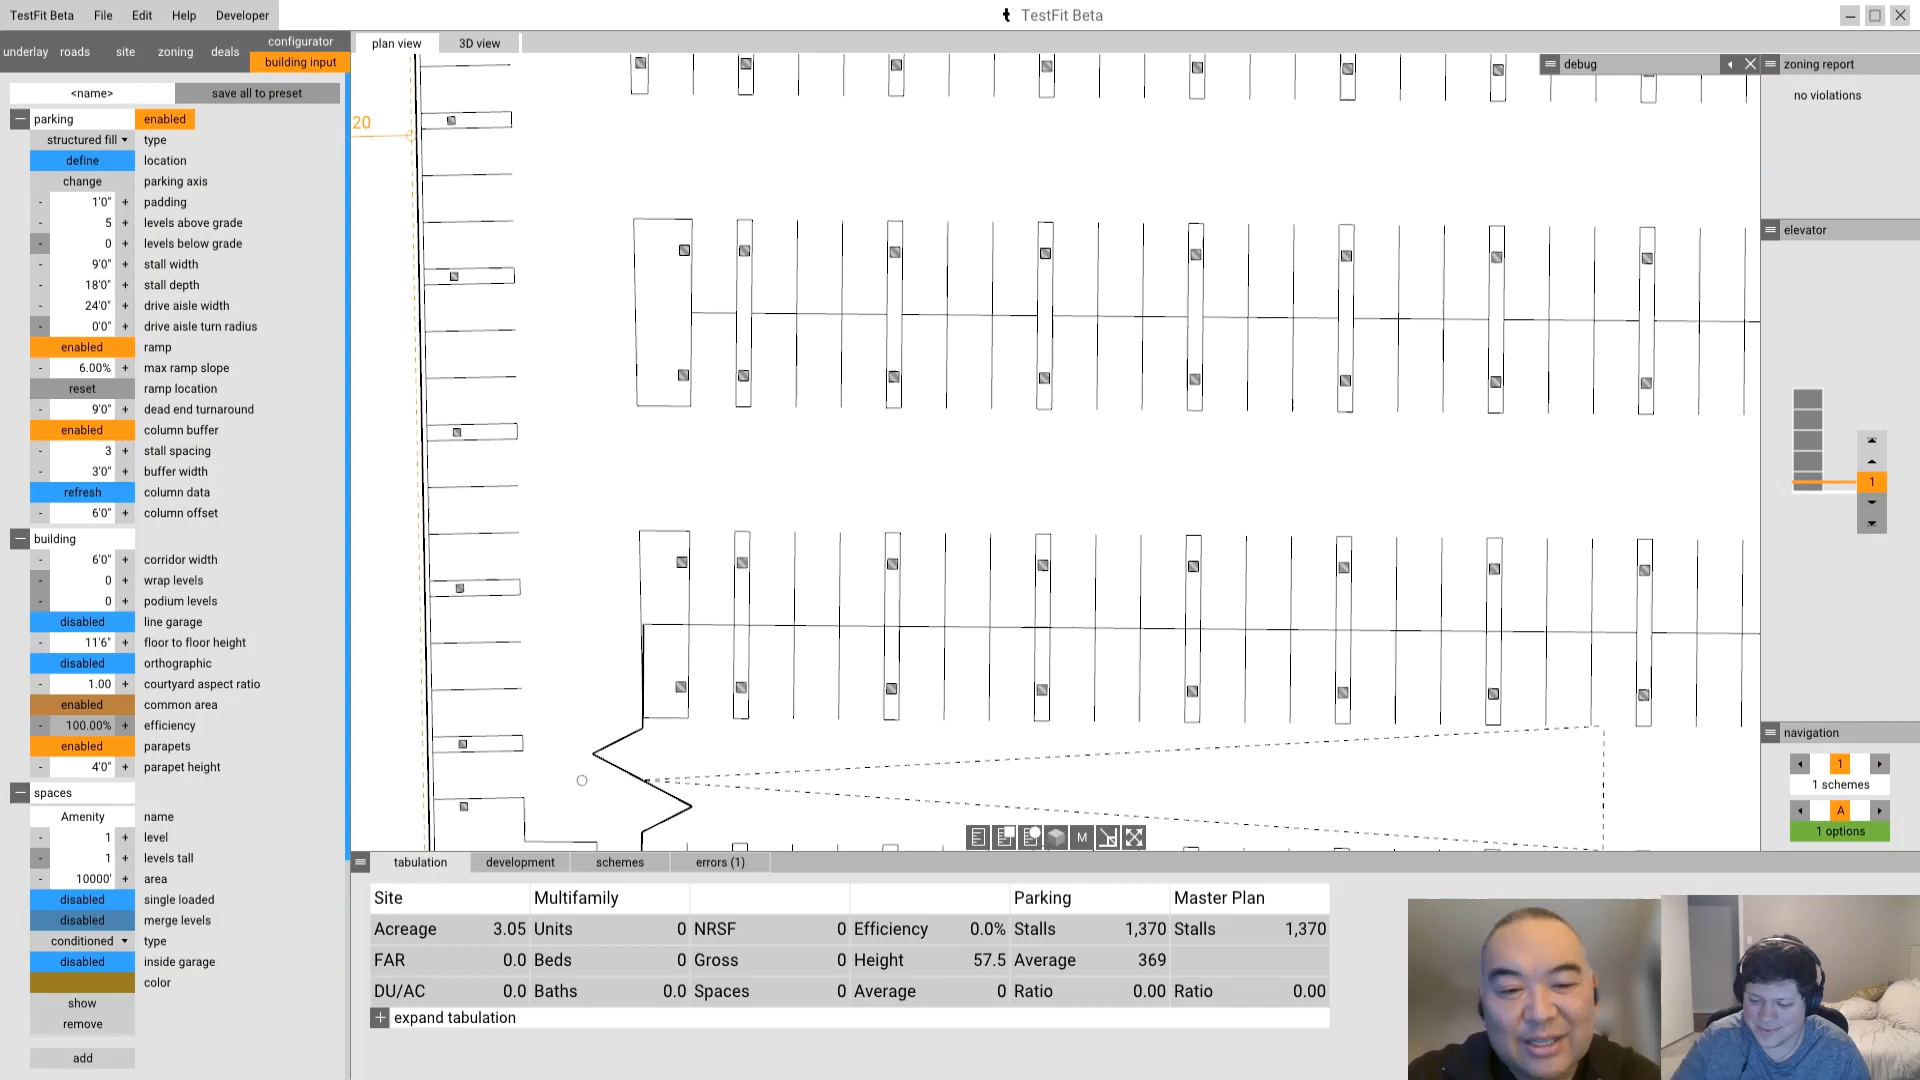 TestFit Beta File Edit Help Developer
TestFit Beta
underlay roads site zoning deals configurator
building input
plan view 3D view
<name> save all to preset
parking enabled
structured fill type
define location
change parking axis
- 1'0" + padding
- 5 + levels above grade
- 0 + levels below grade
- 9'0" + stall width
- 18'0" + stall depth
- 24'0" + drive aisle width
- 0'0" + drive aisle turn radius
enabled ramp
- 6.00% + max ramp slope
reset ramp location
- 9'0" + dead end turnaround
enabled column buffer
- 3 + stall spacing
- 3'0" + buffer width
refresh column data
- 6'0" + column offset
building
- 6'0" + corridor width
- 0 + wrap levels
- 0 + podium levels
disabled line garage
- 11'6" + floor to floor height
disabled orthographic
- 1.00 + courtyard aspect ratio
enabled common area
- 100.00% + efficiency
enabled parapets
- 4'0" + parapet height
spaces
Amenity name
- 1 + level
- 1 + levels tall
- 10000' + area
disabled single loaded
disabled merge levels
conditioned type
disabled inside garage
color
show
remove
add
20
debug
zoning report
no violations
elevator
1
navigation
1
1 schemes
A
1 options
M
tabulation development schemes errors (1)
Site Multifamily Parking Master Plan
Acreage 3.05 Units 0 NRSF 0 Efficiency 0.0% Stalls 1,370 Stalls 1,370
FAR 0.0 Beds 0 Gross 0 Height 57.5 Average 369
DU/AC 0.0 Baths 0.0 Spaces 0 Average 0 Ratio 0.00 Ratio 0.00
+ expand tabulation